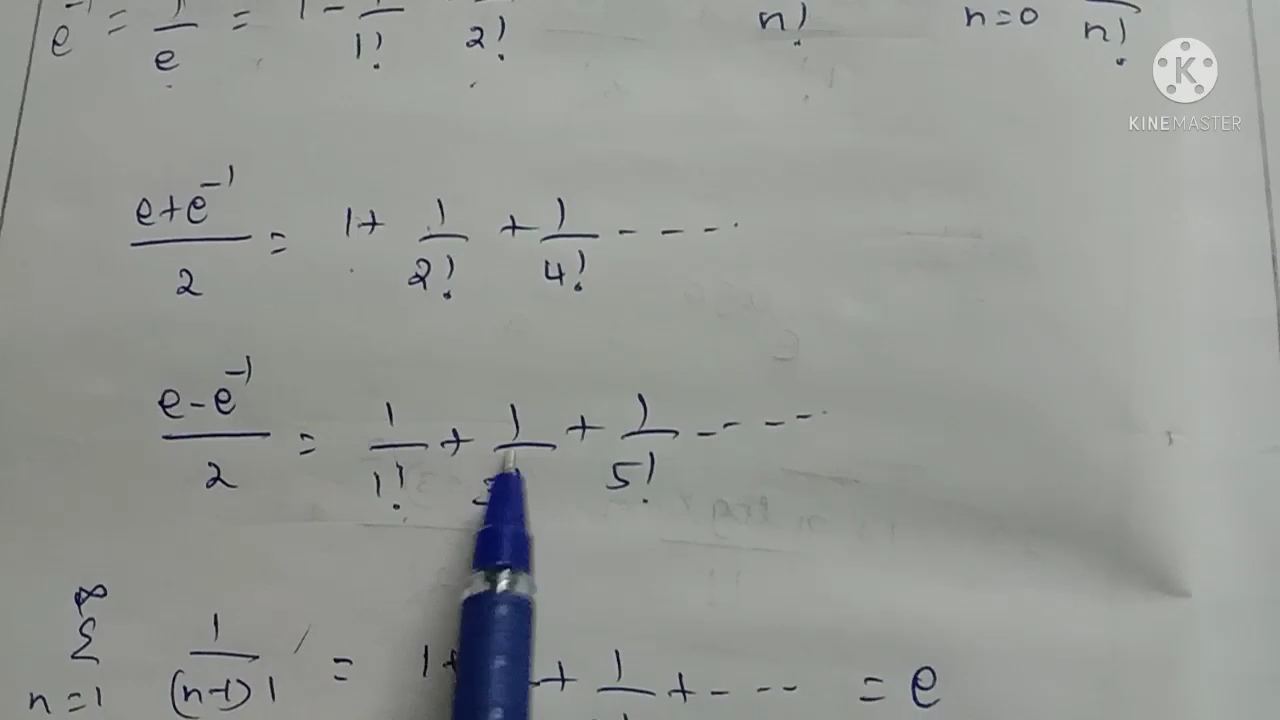 e⁻¹ = 1/e = 1 - 1/1! 2! n! n=0 n!
K
KINEMASTER
(e+e⁻¹)/2 = 1+ 1/2! + 1/4! - - - -
(e-e⁻¹)/2 = 1/1! + 1/ + 1/5! - - - -
∞
Σ 1/(n-1)! = 1+ + 1/ + - - - = e
n=1